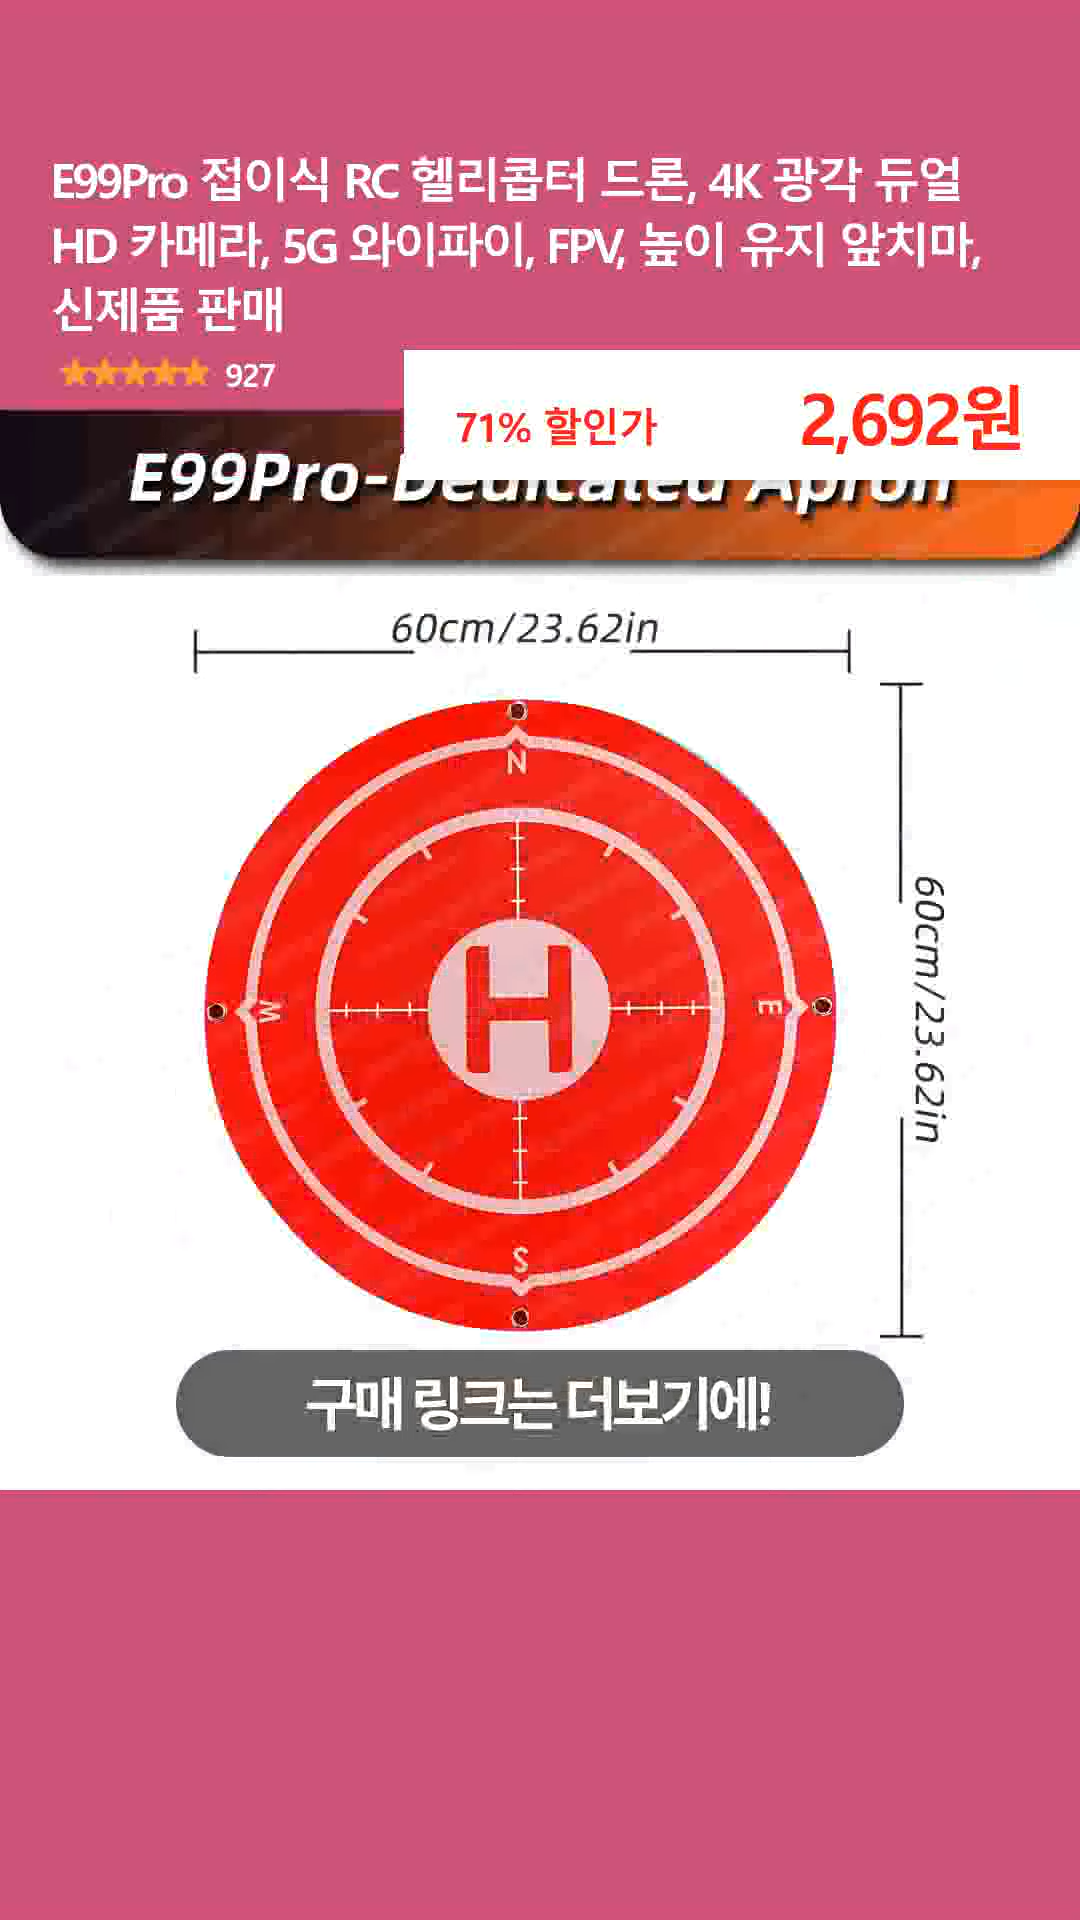 E99Pro 접이식 RC 헬리콥터 드론, 4K 광각 듀얼
HD 카메라, 5G 와이파이, FPV, 높이 유지 앞치마,
신제품 판매
927
71% 할인가 2,692원
E99Pro-Dedicated Apron
60cm/23.62in
60cm/23.62in
N
W
H
E
S
구매 링크는 더보기에!